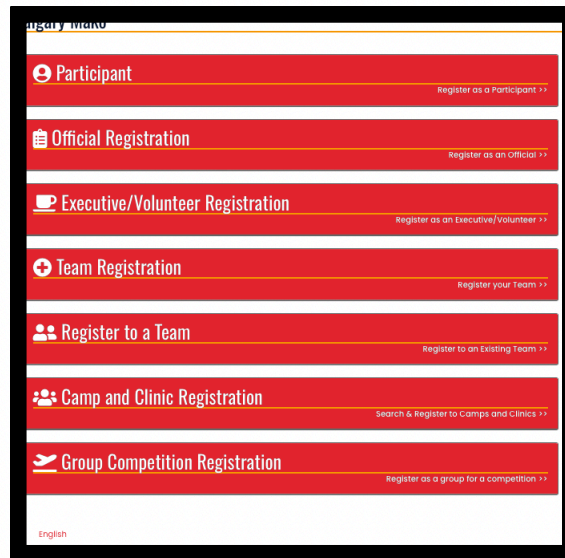 Participant
Register as a Participant >>
Official Registration
Register as an Official >>
Executive/Volunteer Registration
Register as an Executive/Volunteer >>
Team Registration
Register your Team >>
Register to a Team
Register to an Existing Team >>
Camp and Clinic Registration
Search & Register to Camps and Clinics >>
Group Competition Registration
Register as a group for a competition >>
English